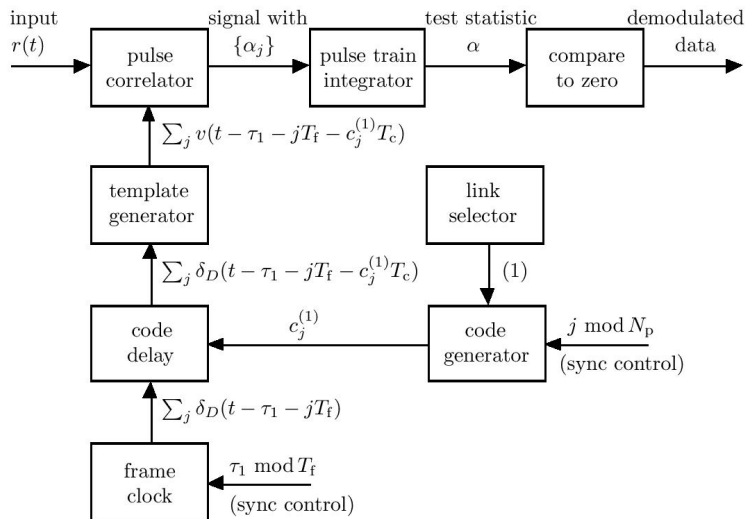 input
r(t)
signal with
{α_j}
test statistic
α
demodulated
data
pulse
correlator
pulse train
integrator
compare
to zero
∑_j v(t − τ_1 − jT_f − c_j^{(1)}T_c)
template
generator
link
selector
∑_j δ_D(t − τ_1 − jT_f − c_j^{(1)}T_c)
(1)
code
delay
c_j^{(1)}
code
generator
j mod N_p
(sync control)
∑_j δ_D(t − τ_1 − jT_f)
frame
clock
τ_1 mod T_f
(sync control)